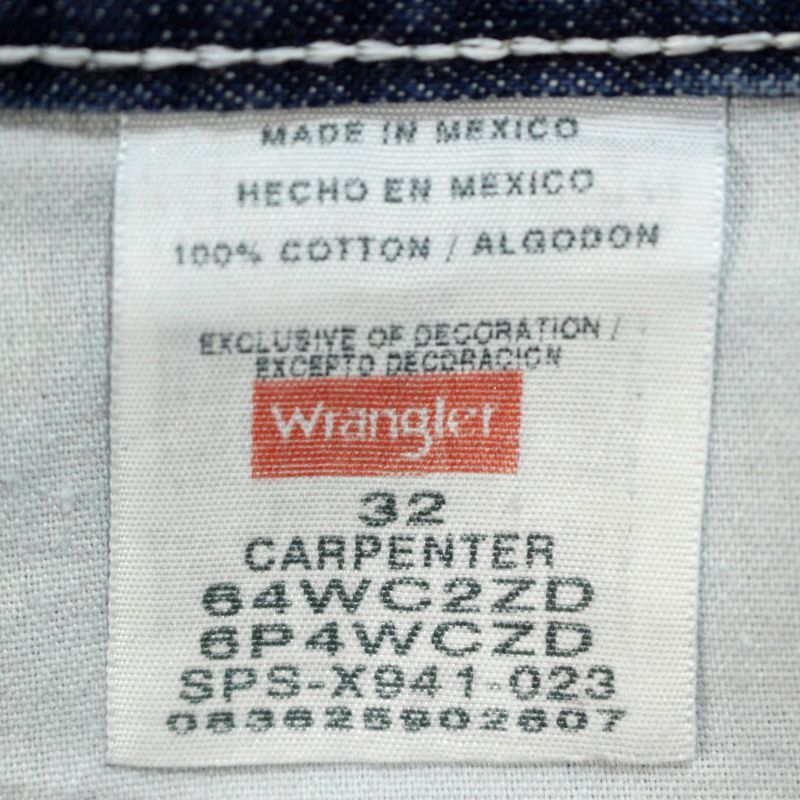 MADE IN MEXICO
HECHO EN MEXICO
100% COTTON / ALGODON
EXCLUSIVE OF DECORATION /
EXCEPTO DECORACION
Wrangler
32
CARPENTER
64WC2ZD
6P4WCZD
SPS-X941-023
083625902607